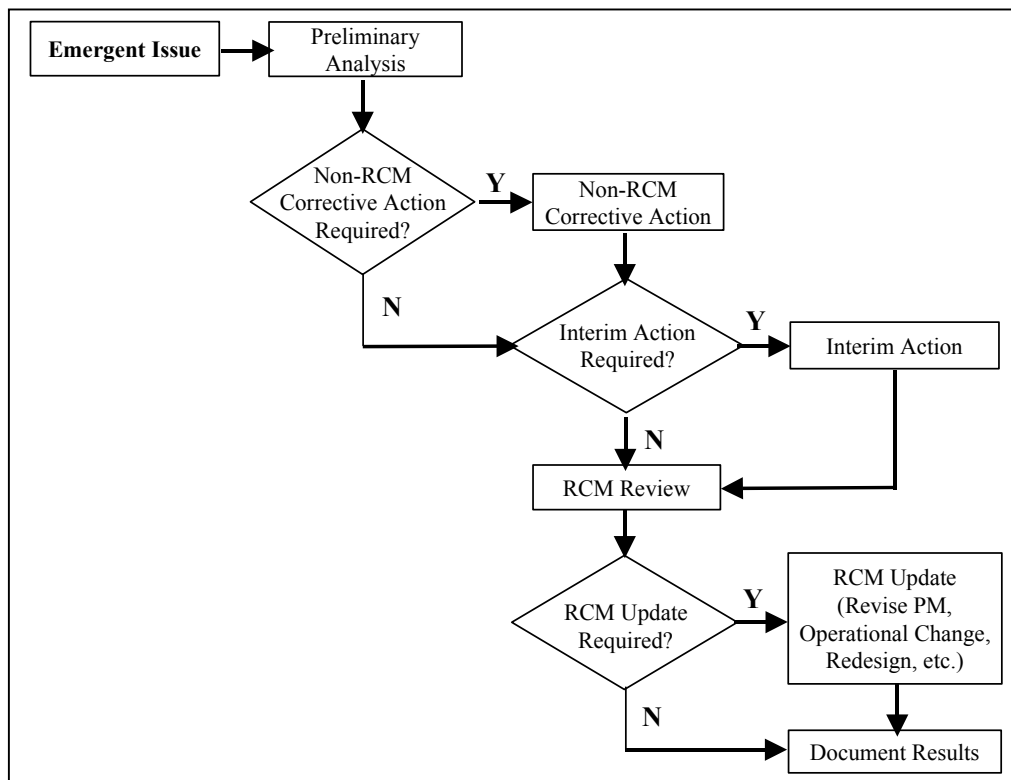 Emergent Issue
Preliminary
Analysis
Non-RCM
Corrective Action
Required?
Y
Non-RCM
Corrective Action
N
Interim Action
Required?
Y
Interim Action
N
RCM Review
RCM Update
Required?
Y
RCM Update
(Revise PM,
Operational Change,
Redesign, etc.)
N
Document Results